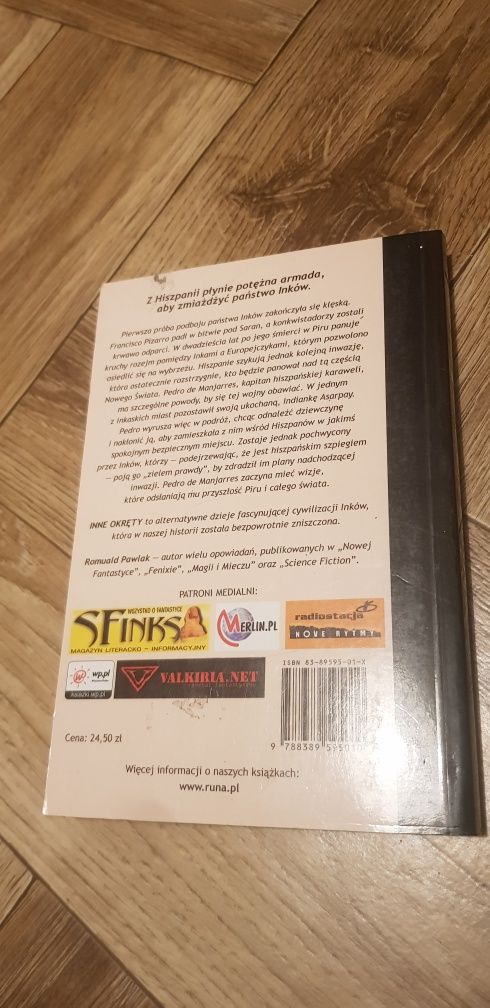 Z Hiszpanii płynie potężna armada,
aby zmiażdżyć państwo Inków.
Pierwsza próba podboju państwa Inków zakończyła się klęską.
Francisco Pizarro padł w bitwie pod Saran, a konkwistadorzy zostali
krwawo odparci. W dwadzieścia lat po jego śmierci w Piru panuje
kruchy rozejm pomiędzy Inkami a Europejczykami, którym pozwolono
osiedlić się na wybrzeżu. Hiszpanie szykują jednak kolejną inwazję,
która ostatecznie rozstrzygnie, kto będzie panował nad tą częścią
Nowego Świata. Pedro de Manjarres, kapitan hiszpańskiej karaweli,
ma szczególne powody, by się tej wojny obawiać. W jednym
z inkaskich miast pozostawił swoją ukochaną, Indiankę Asarpay.
Pedro wyrusza więc w podróż, chcąc odnaleźć dziewczynę
i nakłonić ją, aby zamieszkała z nim wśród Hiszpanów w jakimś
spokojnym bezpiecznym miejscu. Zostaje jednak pochwycony
przez Inków, którzy — podejrzewając, że jest hiszpańskim szpiegiem
— poją go „zielem prawdy”, by zdradził im plany nadchodzącej
inwazji. Pedro de Manjarres zaczyna mieć wizje,
które odsłaniają mu przyszłość Piru i całego świata.
INNE OKRĘTY to alternatywne dzieje fascynującej cywilizacji Inków,
która w naszej historii została bezpowrotnie zniszczona.
Romuald Pawlak — autor wielu opowiadań, publikowanych w „Nowej
Fantastyce”, „Fenixie”, „Magii i Mieczu” oraz „Science Fiction”.
PATRONI MEDIALNI:
WSZYSTKO O FANTASTYCE
SFINKS
MAGAZYN LITERACKO - INFORMACYJNY
MERLIN.PL
radiostacja
NOWE RYTMY
wp.pl
ksiazki.wp.pl
VALKIRIA.NET
ISBN 83-89595-01-X
9 788389 595010
Cena: 24,50 zł
Więcej informacji o naszych książkach:
www.runa.pl